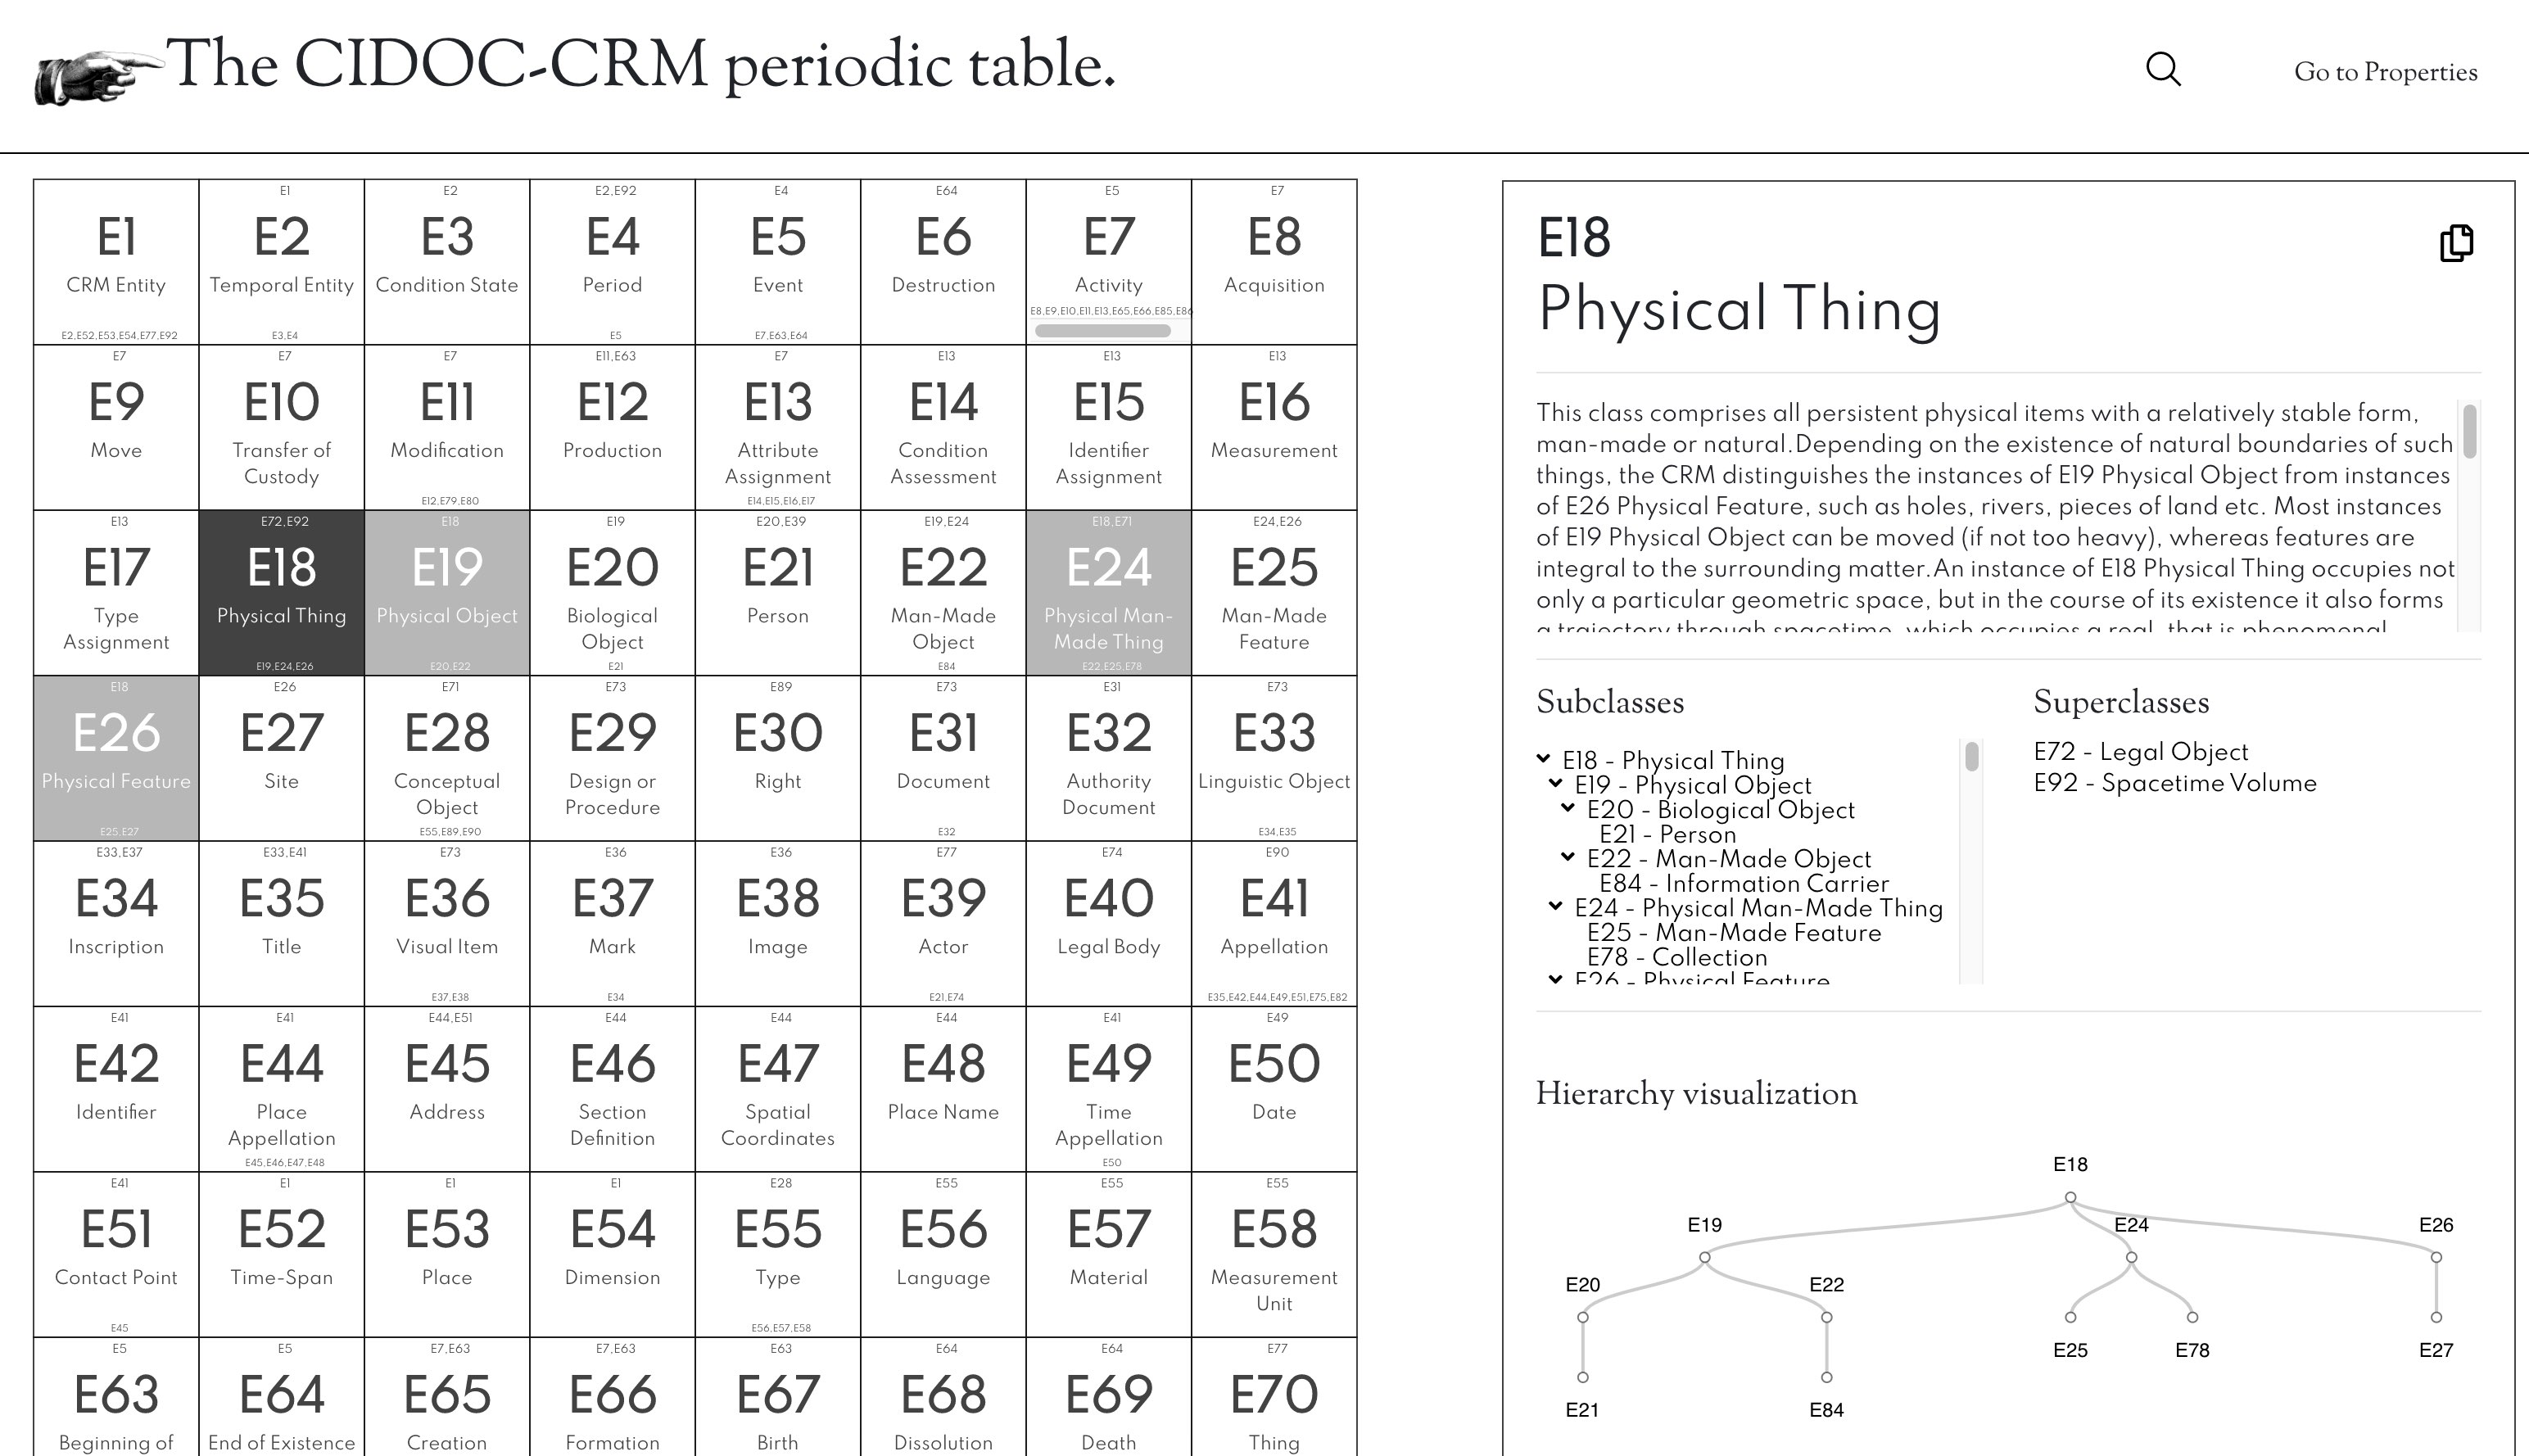 The CIDOC-CRM periodic table.
Go to Properties
E1
CRM Entity
E2,E52,E53,E54,E77,E92
E1
E2
Temporal Entity
E3,E4
E2
E3
Condition State
E2,E92
E4
Period
E5
E4
E5
Event
E7,E63,E64
E64
E6
Destruction
E5
E7
Activity
E8,E9,E10,E11,E13,E65,E66,E85,E86
E7
E8
Acquisition
E7
E9
Move
E7
E10
Transfer of
Custody
E7
E11
Modification
E12,E79,E80
E11,E63
E12
Production
E7
E13
Attribute
Assignment
E14,E15,E16,E17
E13
E14
Condition
Assessment
E13
E15
Identifier
Assignment
E13
E16
Measurement
E13
E17
Type
Assignment
E72,E92
E18
Physical Thing
E19,E24,E26
E18
E19
Physical Object
E20,E22
E19
E20
Biological
Object
E21
E20,E39
E21
Person
E19,E24
E22
Man-Made
Object
E84
E18,E71
E24
Physical Man-
Made Thing
E22,E25,E78
E24,E26
E25
Man-Made
Feature
E18
E26
Physical Feature
E25,E27
E26
E27
Site
E71
E28
Conceptual
Object
E55,E89,E90
E73
E29
Design or
Procedure
E89
E30
Right
E73
E31
Document
E32
E31
E32
Authority
Document
E73
E33
Linguistic Object
E34,E35
E33,E37
E34
Inscription
E33,E41
E35
Title
E73
E36
Visual Item
E37,E38
E36
E37
Mark
E34
E36
E38
Image
E77
E39
Actor
E21,E74
E74
E40
Legal Body
E90
E41
Appellation
E35,E42,E44,E49,E51,E75,E82
E41
E42
Identifier
E41
E44
Place
Appellation
E45,E46,E47,E48
E44,E51
E45
Address
E44
E46
Section
Definition
E44
E47
Spatial
Coordinates
E44
E48
Place Name
E41
E49
Time
Appellation
E50
E49
E50
Date
E41
E51
Contact Point
E45
E1
E52
Time-Span
E1
E53
Place
E1
E54
Dimension
E28
E55
Type
E56,E57,E58
E55
E56
Language
E55
E57
Material
E55
E58
Measurement
Unit
E5
E63
Beginning of
E5
E64
End of Existence
E7,E63
E65
Creation
E7,E63
E66
Formation
E63
E67
Birth
E64
E68
Dissolution
E64
E69
Death
E77
E70
Thing
E18
Physical Thing
This class comprises all persistent physical items with a relatively stable form,
man-made or natural.Depending on the existence of natural boundaries of such
things, the CRM distinguishes the instances of E19 Physical Object from instances
of E26 Physical Feature, such as holes, rivers, pieces of land etc. Most instances
of E19 Physical Object can be moved (if not too heavy), whereas features are
integral to the surrounding matter.An instance of E18 Physical Thing occupies not
only a particular geometric space, but in the course of its existence it also forms
a trajectory through spacetime, which occupies a real, that is phenomenal,
Subclasses
E18 - Physical Thing
E19 - Physical Object
E20 - Biological Object
E21 - Person
E22 - Man-Made Object
E84 - Information Carrier
E24 - Physical Man-Made Thing
E25 - Man-Made Feature
E78 - Collection
E26 - Physical Feature
Superclasses
E72 - Legal Object
E92 - Spacetime Volume
Hierarchy visualization
E18
E19
E24
E26
E20
E22
E25
E78
E27
E21
E84